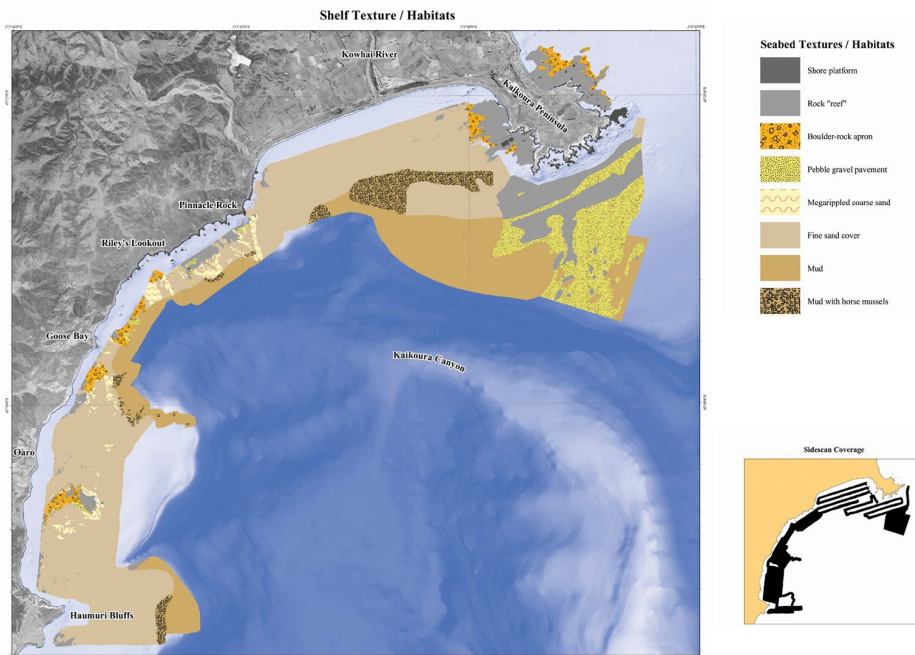 Shelf Texture / Habitats
Kowhai River
Kaikoura Peninsula
Pinnacle Rock
Riley's Lookout
Goose Bay
Kaikoura Canyon
Oaro
Haumuri Bluffs
Seabed Textures / Habitats
Shore platform
Rock "reef"
Boulder-rock apron
Pebble gravel pavement
Megarippled coarse sand
Fine sand cover
Mud
Mud with horse mussels
Sidescan Coverage